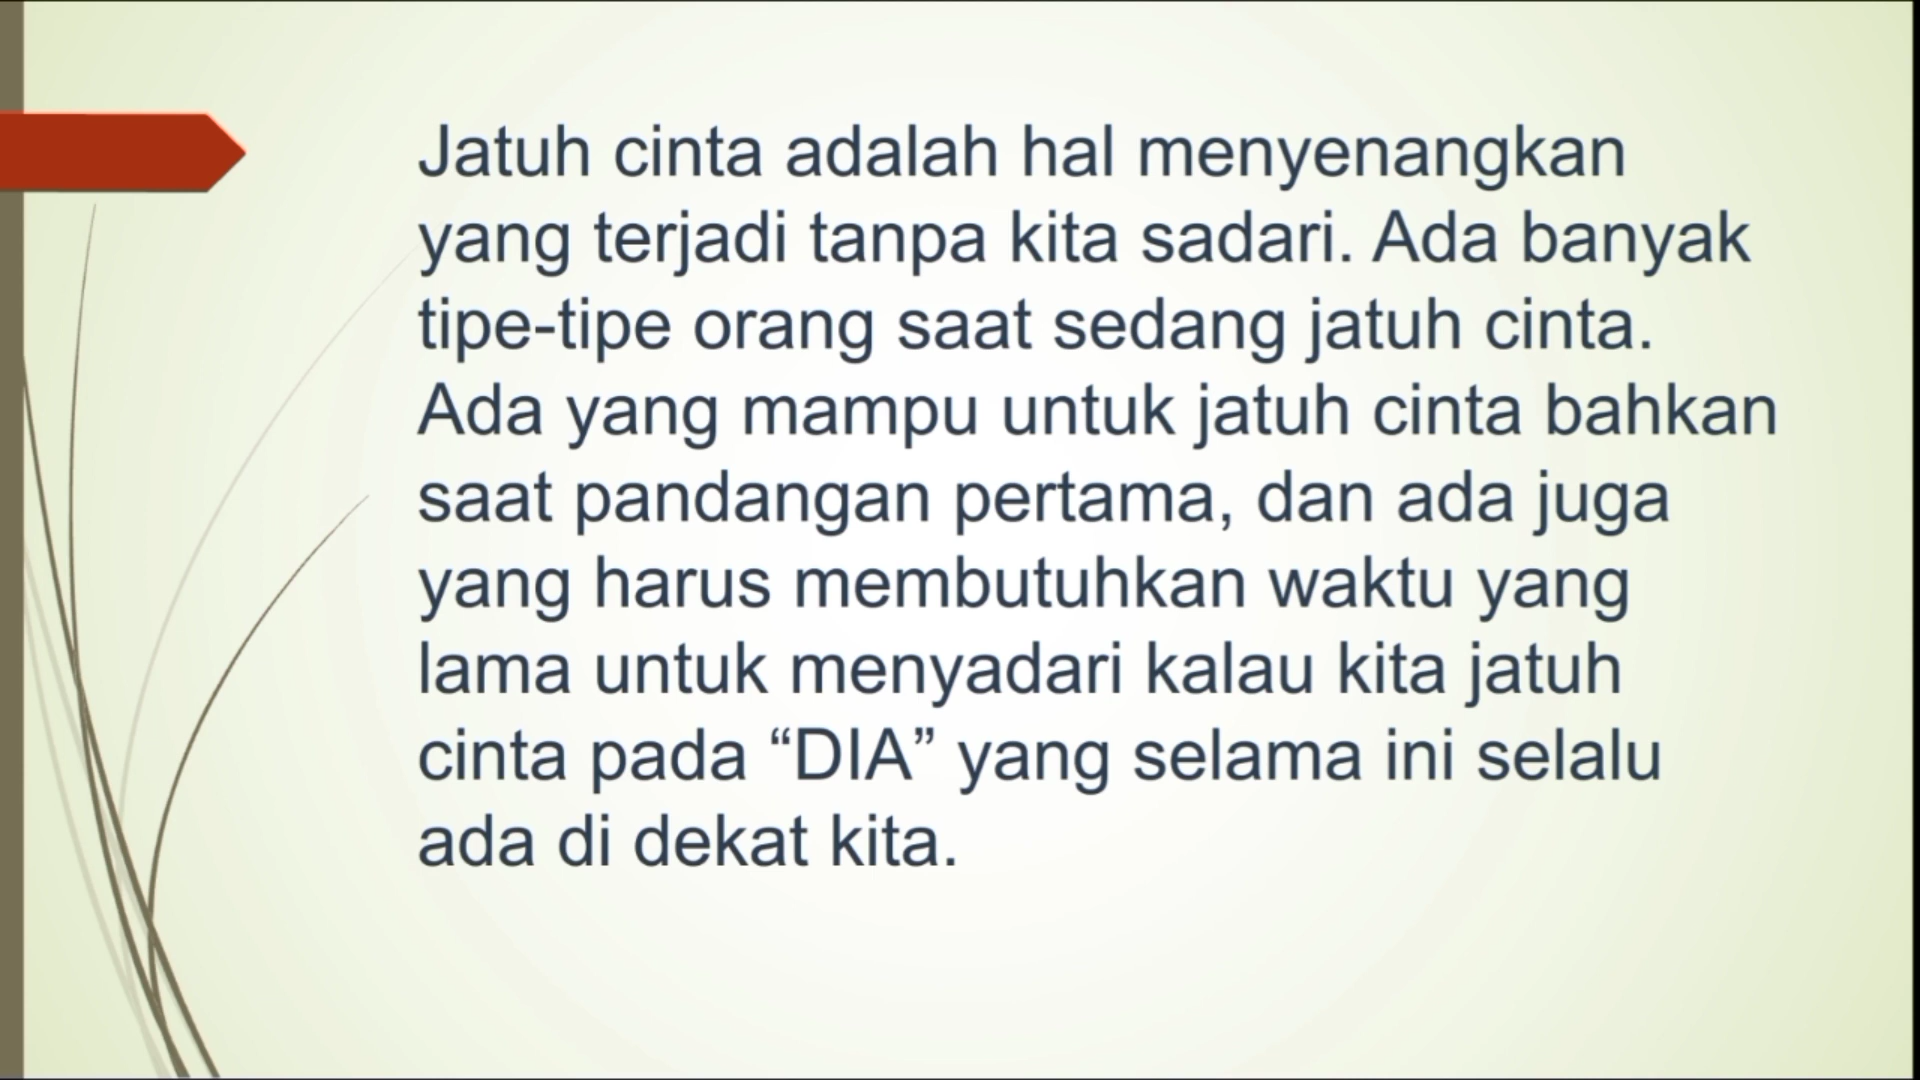 Jatuh cinta adalah hal menyenangkan
yang terjadi tanpa kita sadari. Ada banyak
tipe-tipe orang saat sedang jatuh cinta.
Ada yang mampu untuk jatuh cinta bahkan
saat pandangan pertama, dan ada juga
yang harus membutuhkan waktu yang
lama untuk menyadari kalau kita jatuh
cinta pada “DIA” yang selama ini selalu
ada di dekat kita.